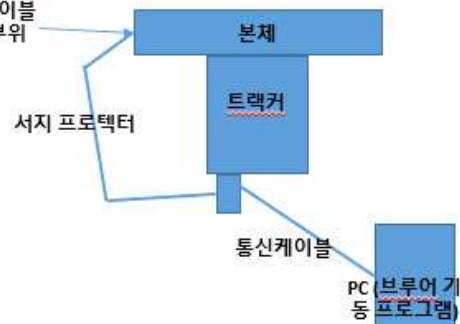 이블
부위
본체
트랙커
서지 프로텍터
통신케이블
PC (브루어 기
동 프로그램)